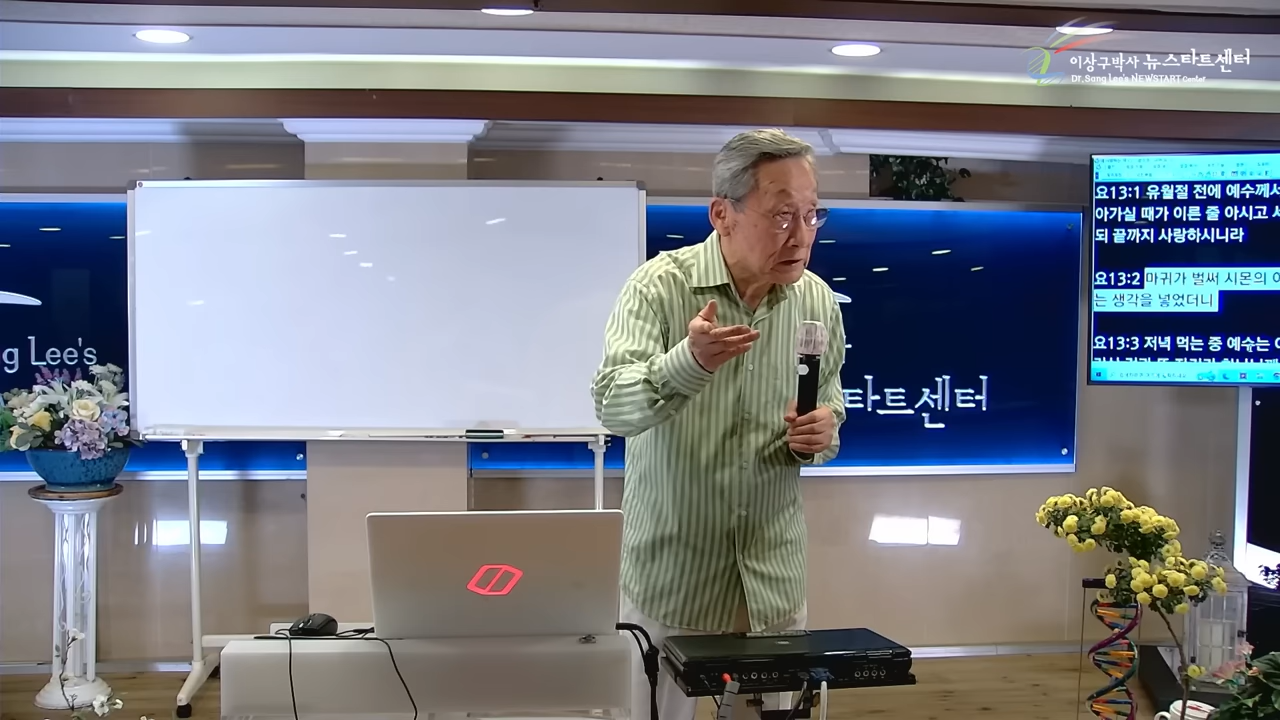 이상구박사 뉴스타트센터
Dr. Sang Lee's NEWSTART Center
요13:1 유월절 전에 예수께서
아가실 때가 이른 줄 아시고 
되 끝까지 사랑하시니라
요13:2 마귀가 벌써 시몬의
는 생각을 넣었더니
요13:3 저녁 먹는 중 예수는
Lee's
타트센터